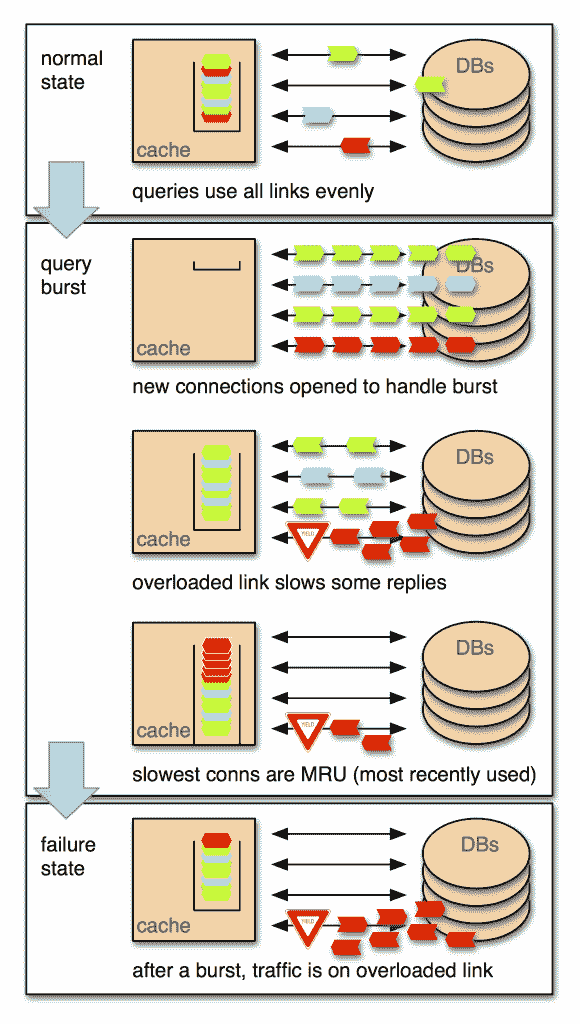 normal
state
DBs
cache
queries use all links evenly
query
burst
DBs
cache
new connections opened to handle burst
DBs
YIELD
cache
overloaded link slows some replies
DBs
YIELD
cache
slowest conns are MRU (most recently used)
failure
state
DBs
YIELD
cache
after a burst, traffic is on overloaded link